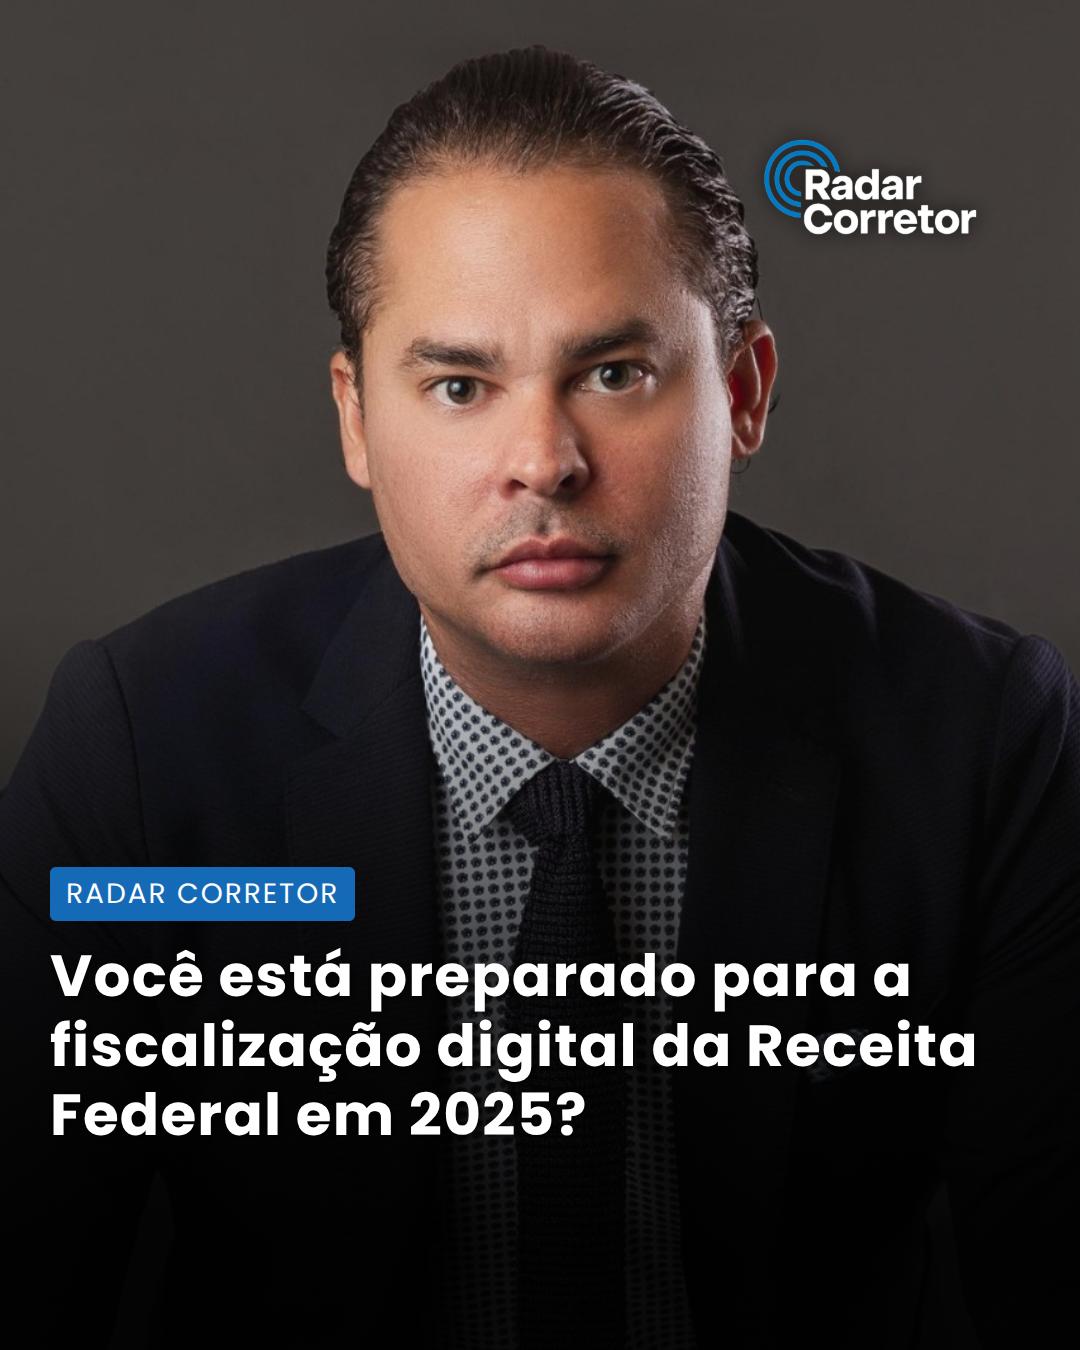 Radar
Corretor
RADAR CORRETOR
Você está preparado para a
fiscalização digital da Receita
Federal em 2025?